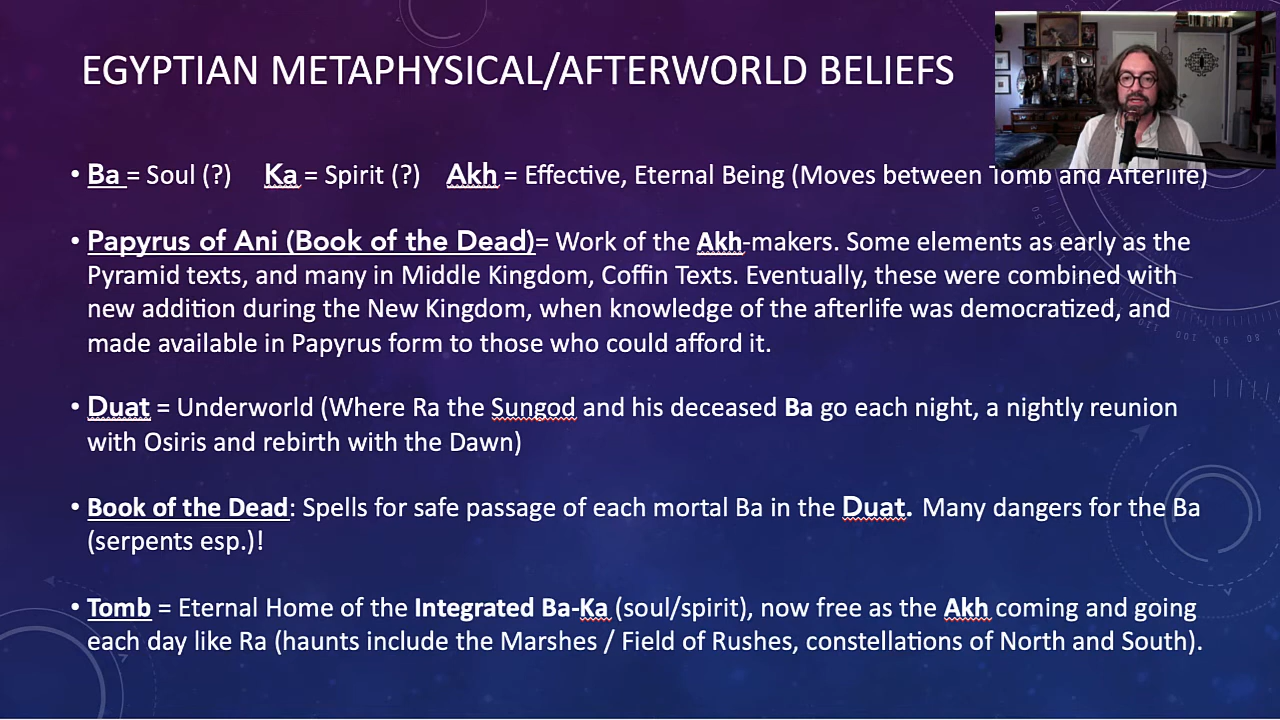 EGYPTIAN METAPHYSICAL/AFTERWORLD BELIEFS
• Ba = Soul (?) Ka = Spirit (?) Akh = Effective, Eternal Being (Moves between Tomb and Afterlife)
• Papyrus of Ani (Book of the Dead)= Work of the Akh-makers. Some elements as early as the
Pyramid texts, and many in Middle Kingdom, Coffin Texts. Eventually, these were combined with
new addition during the New Kingdom, when knowledge of the afterlife was democratized, and
made available in Papyrus form to those who could afford it.
• Duat = Underworld (Where Ra the Sungod and his deceased Ba go each night, a nightly reunion
with Osiris and rebirth with the Dawn)
• Book of the Dead: Spells for safe passage of each mortal Ba in the Duat. Many dangers for the Ba
(serpents esp.)!
• Tomb = Eternal Home of the Integrated Ba-Ka (soul/spirit), now free as the Akh coming and going
each day like Ra (haunts include the Marshes / Field of Rushes, constellations of North and South).